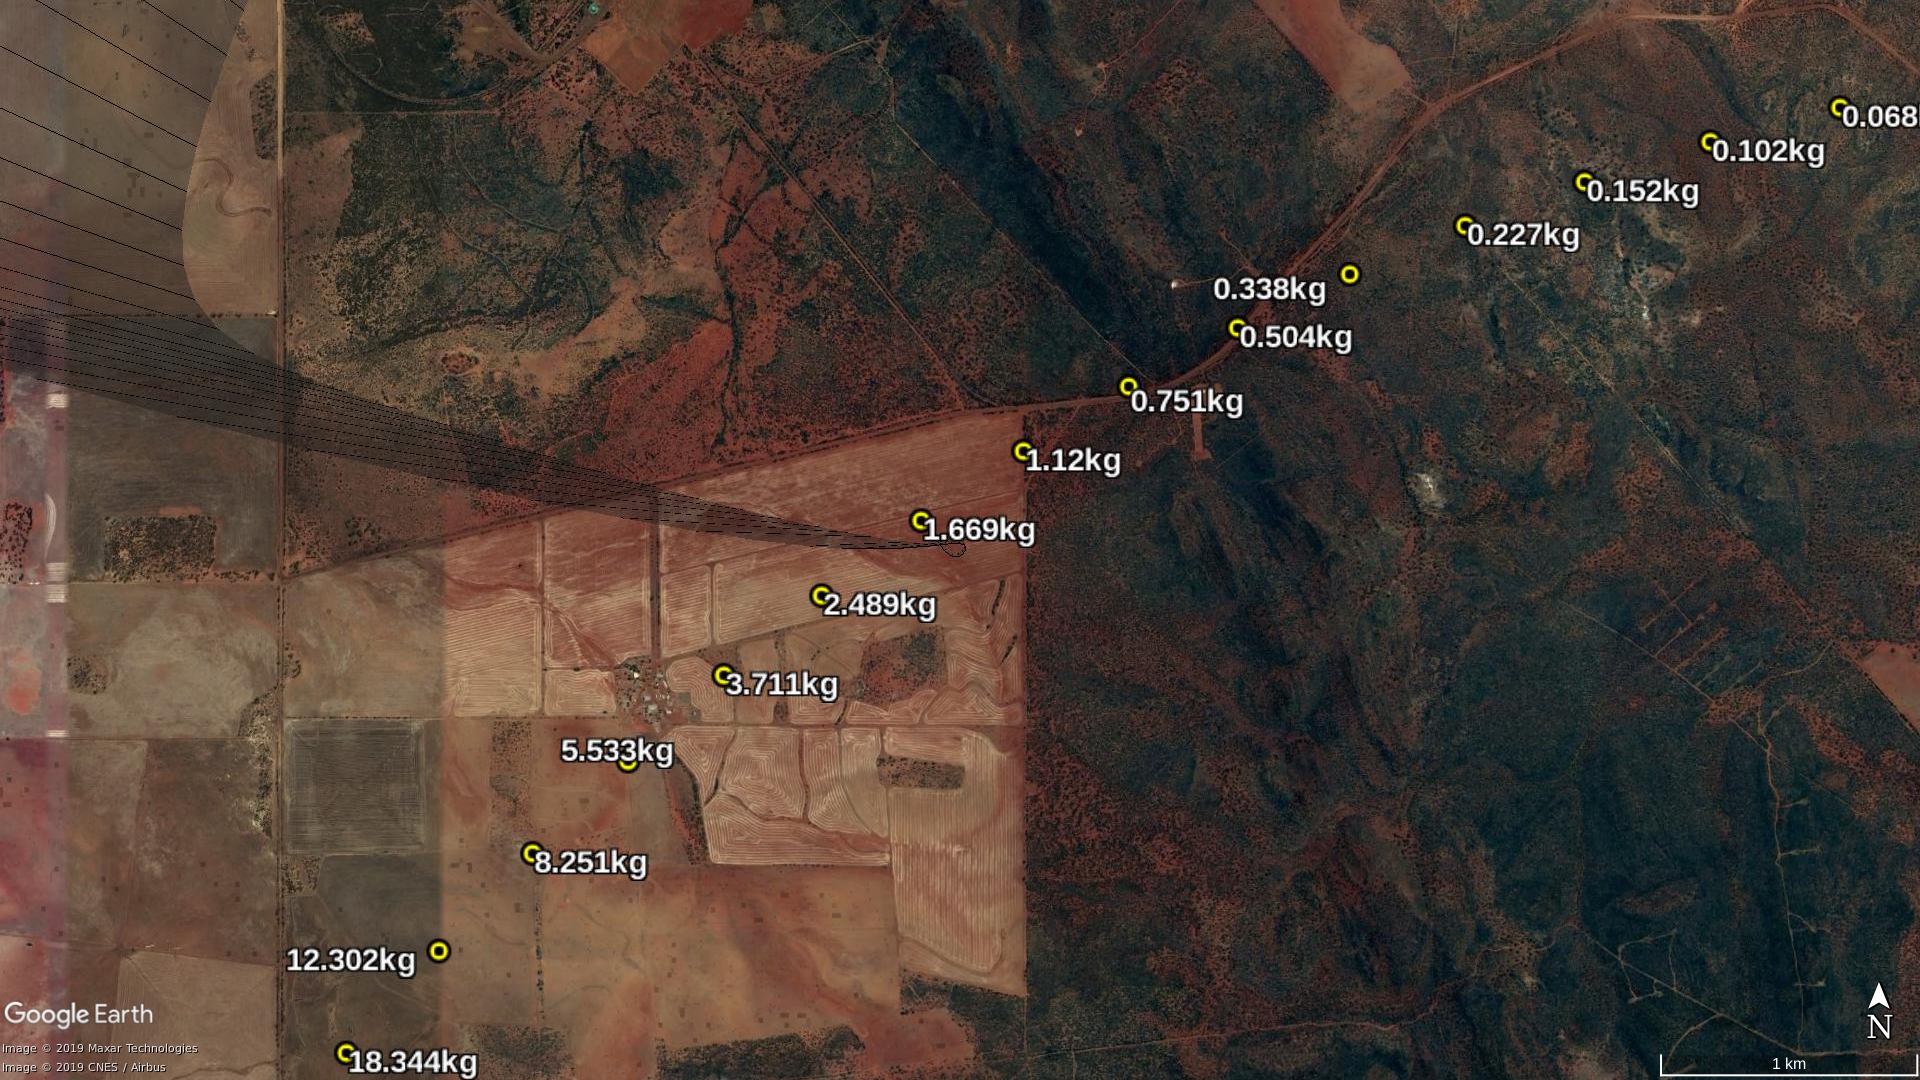 0.068
0.102kg
0.152kg
0.227kg
0.338kg
0.504kg
0.751kg
1.12kg
1.669kg
2.489kg
3.711kg
5.533kg
8.251kg
12.302kg
18.344kg
Google Earth
Image © 2019 Maxar Technologies
Image © 2019 CNES / Airbus
N
1 km